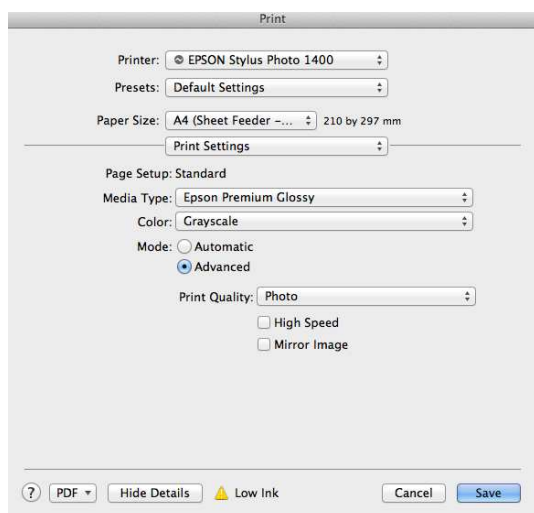 Print
Printer: EPSON Stylus Photo 1400
Presets: Default Settings
Paper Size: A4 (Sheet Feeder –... 210 by 297 mm
Print Settings
Page Setup: Standard
Media Type: Epson Premium Glossy
Color: Grayscale
Mode: Automatic
Advanced
Print Quality: Photo
High Speed
Mirror Image
? PDF Hide Details Low Ink Cancel Save